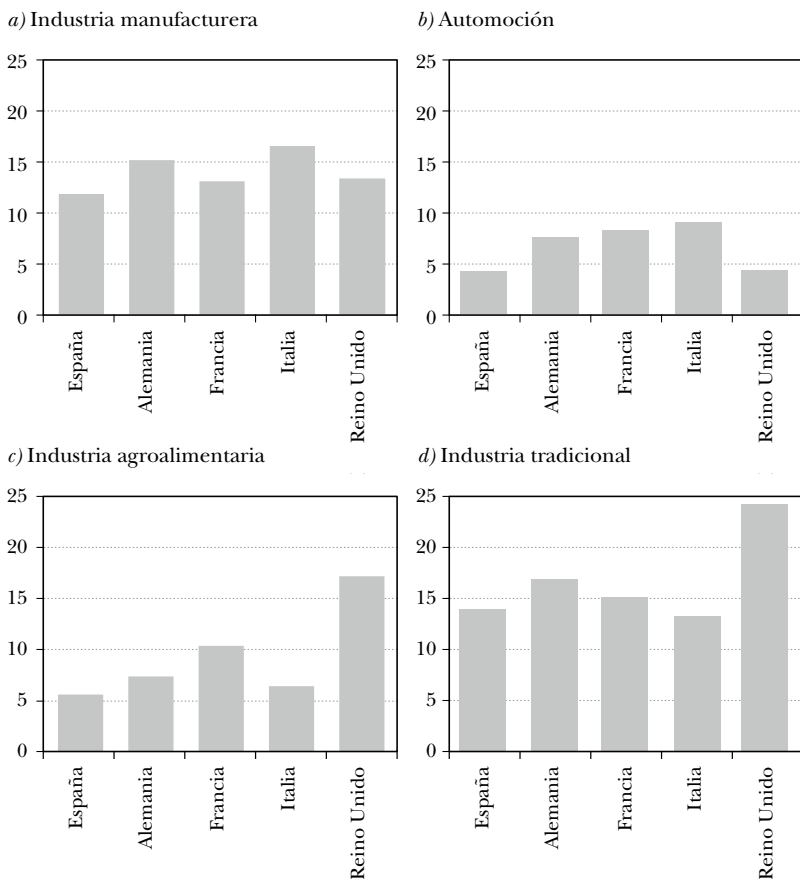 a) Industria manufacturera
25
20
15
10
5
0
España
Alemania
Francia
Italia
Reino Unido
b) Automoción
25
20
15
10
5
0
España
Alemania
Francia
Italia
Reino Unido
c) Industria agroalimentaria
25
20
15
10
5
0
España
Alemania
Francia
Italia
Reino Unido
d) Industria tradicional
25
20
15
10
5
0
España
Alemania
Francia
Italia
Reino Unido